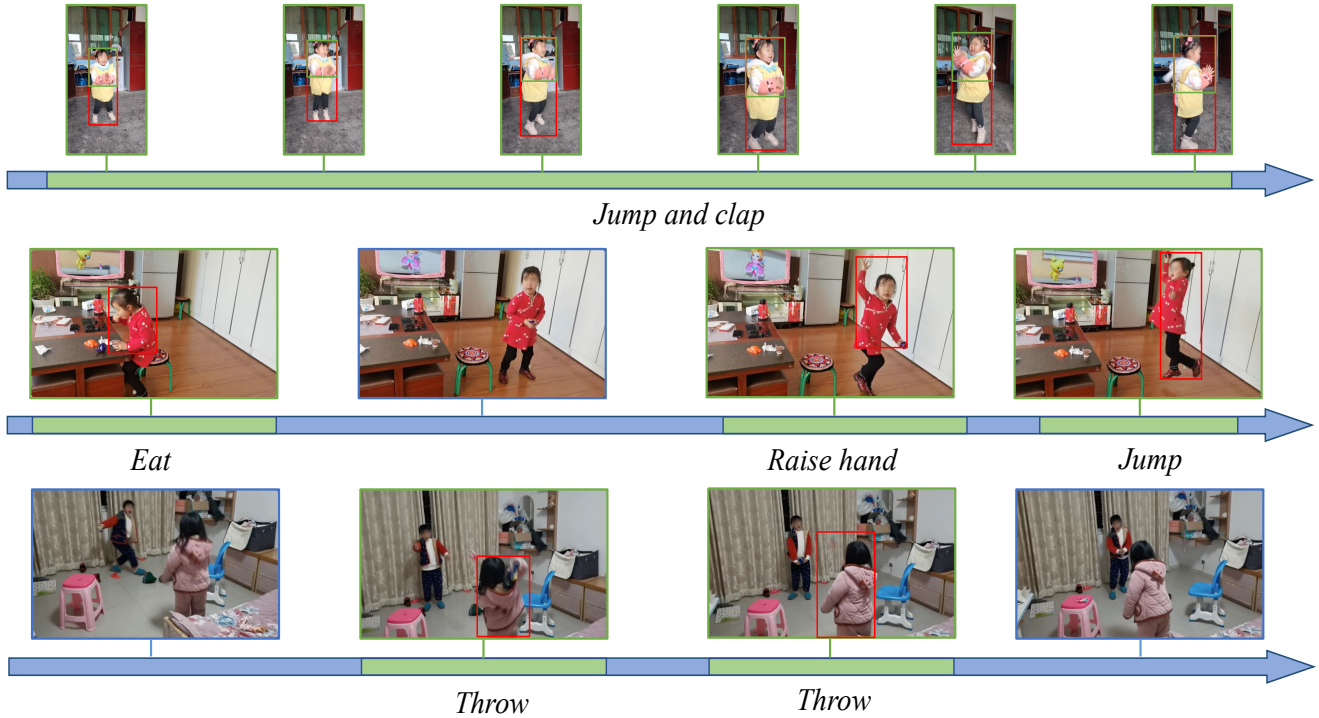 Jump and clap
Eat
Raise hand
Jump
Throw
Throw